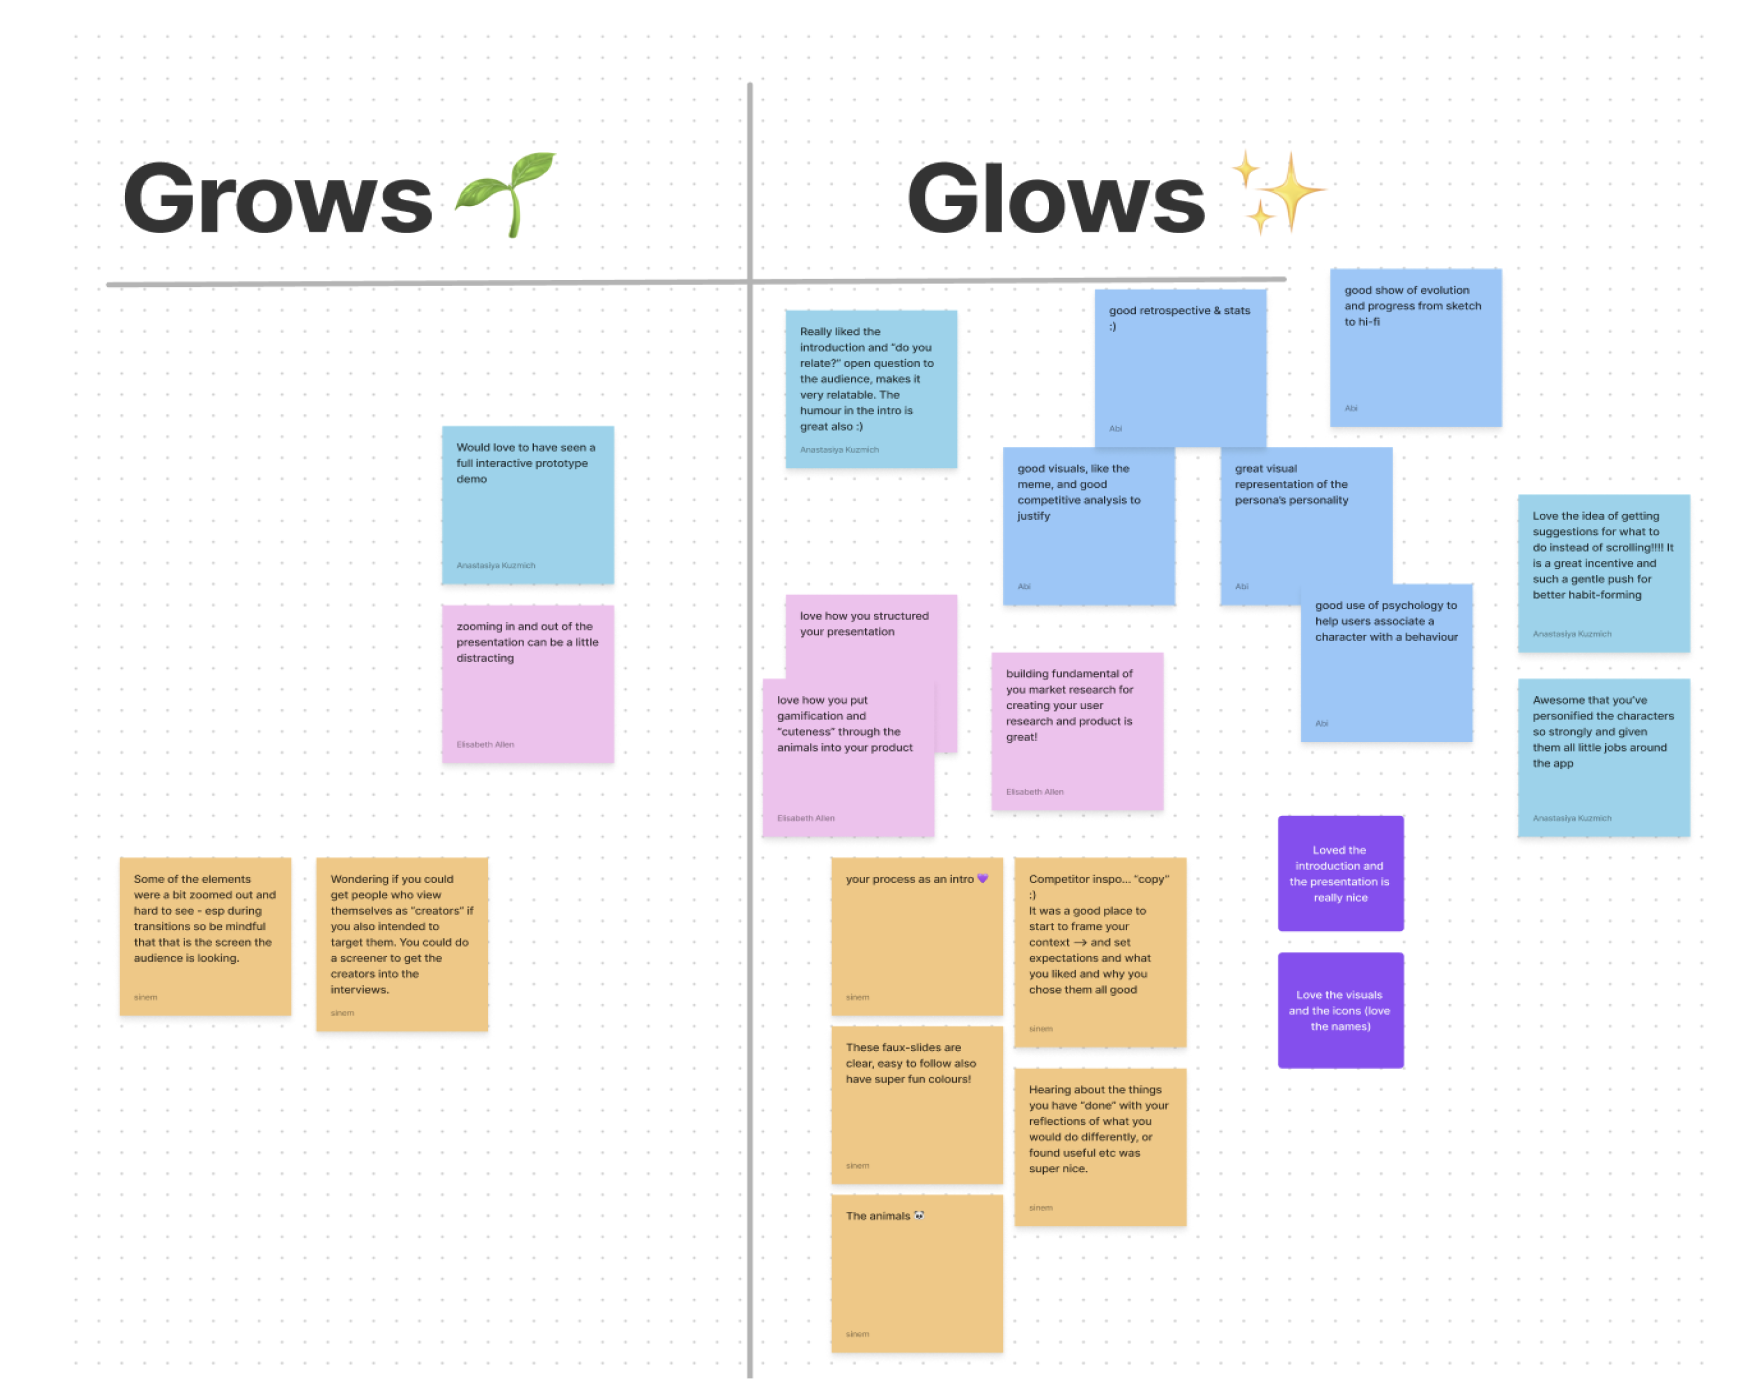 Grows
Glows
Would love to have seen a
full interactive prototype
demo
Anastasiya Kuzmich
zooming in and out of the
presentation can be a little
distracting
Elisabeth Allen
Some of the elements
were a bit zoomed out and
hard to see - esp during
transitions so be mindful
that that is the screen the
audience is looking.
sinem
Wondering if you could
get people who view
themselves as "creators" if
you also intended to
target them. You could do
a screener to get the
creators into the
interviews.
sinem
Really liked the
introduction and "do you
relate?" open question to
the audience, makes it
very relatable. The
humour in the intro is
great also :)
Anastasiya Kuzmich
good retrospective & stats
:)
Abi
good show of evolution
and progress from sketch
to hi-fi
Abi
good visuals, like the
meme, and good
competitive analysis to
justify
Abi
great visual
representation of the
persona's personality
Abi
good use of psychology to
help users associate a
character with a behaviour
Abi
Love the idea of getting
suggestions for what to
do instead of scrolling!!!! It
is a great incentive and
such a gentle push for
better habit-forming
Anastasiya Kuzmich
Awesome that you've
personified the characters
so strongly and given
them all little jobs around
the app
Anastasiya Kuzmich
love how you structured
your presentation
love how you put
gamification and
"cuteness" through the
animals into your product
Elisabeth Allen
building fundamental of
you market research for
creating your user
research and product is
great!
Elisabeth Allen
your process as an intro 💜
sinem
Competitor inspo... "copy"
:)
It was a good place to
start to frame your
context --> and set
expectations and what
you liked and why you
chose them all good
sinem
These faux-slides are
clear, easy to follow also
have super fun colours!
sinem
Hearing about the things
you have "done" with your
reflections of what you
would do differently, or
found useful etc was
super nice.
sinem
The animals 🐼
sinem
Loved the
introduction and
the presentation is
really nice
Love the visuals
and the icons (love
the names)